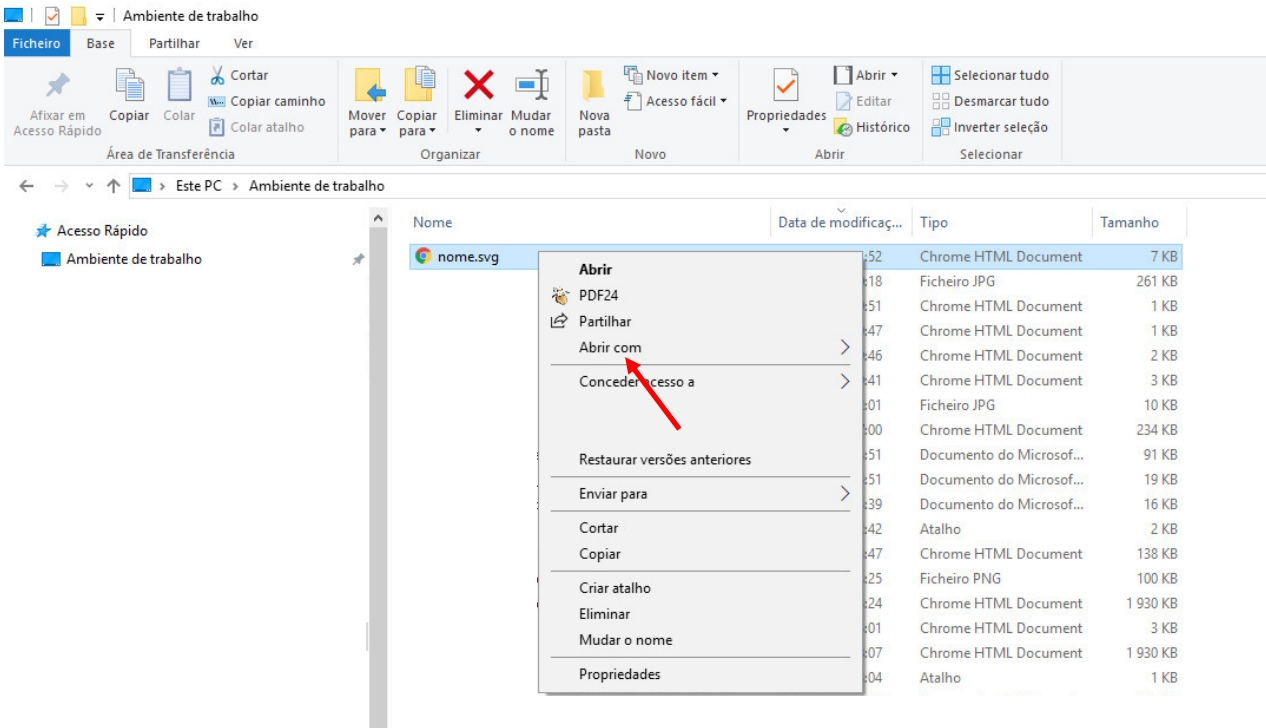 Ambiente de trabalho
Ficheiro Base Partilhar Ver
Afixar em Acesso Rápido
Copiar
Colar
Cortar
Copiar caminho
Colar atalho
Área de Transferência
Mover para
Copiar para
Eliminar
Mudar o nome
Organizar
Nova pasta
Novo item
Acesso fácil
Novo
Propriedades
Abrir
Editar
Histórico
Abrir
Selecionar tudo
Desmarcar tudo
Inverter seleção
Selecionar
Este PC > Ambiente de trabalho
Acesso Rápido
Ambiente de trabalho
Nome Data de modificaç... Tipo Tamanho
nome.svg :52 Chrome HTML Document 7 KB
:18 Ficheiro JPG 261 KB
:51 Chrome HTML Document 1 KB
:47 Chrome HTML Document 1 KB
:46 Chrome HTML Document 2 KB
:41 Chrome HTML Document 3 KB
:01 Ficheiro JPG 10 KB
:00 Chrome HTML Document 234 KB
:51 Documento do Microsof... 91 KB
:51 Documento do Microsof... 19 KB
:39 Documento do Microsof... 16 KB
:42 Atalho 2 KB
:47 Chrome HTML Document 138 KB
:25 Ficheiro PNG 100 KB
:24 Chrome HTML Document 1 930 KB
:01 Chrome HTML Document 3 KB
:07 Chrome HTML Document 1 930 KB
:04 Atalho 1 KB
Abrir
PDF24
Partilhar
Abrir com
Conceder acesso a
Restaurar versões anteriores
Enviar para
Cortar
Copiar
Criar atalho
Eliminar
Mudar o nome
Propriedades